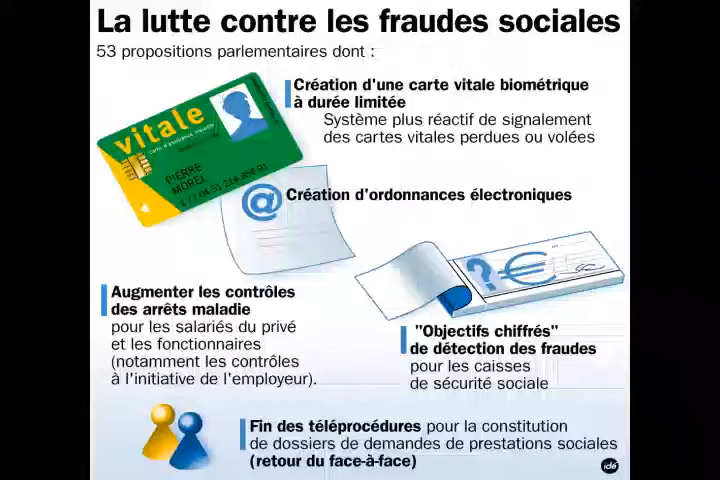 La lutte contre les fraudes sociales
53 propositions parlementaires dont :
Création d'une carte vitale biométrique
à durée limitée
Système plus réactif de signalement
des cartes vitales perdues ou volées
vitale
carte d'assurance maladie
PIERRE
MOREL
Création d'ordonnances électroniques
@
?€
Augmenter les contrôles
des arrêts maladie
pour les salariés du privé
et les fonctionnaires
(notamment les contrôles
à l'initiative de l'employeur).
"Objectifs chiffrés"
de détection des fraudes
pour les caisses
de sécurité sociale
Fin des téléprocédures pour la constitution
de dossiers de demandes de prestations sociales
(retour du face-à-face)
idé